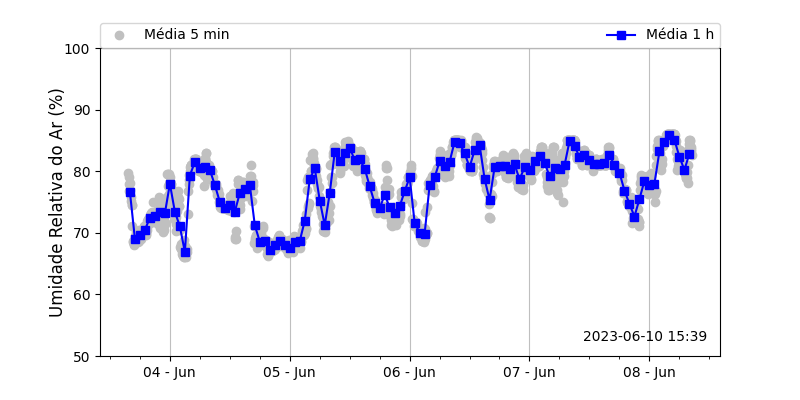 Média 5 min
Média 1 h
Umidade Relativa do Ar (%)
100
90
80
70
60
50
2023-06-10 15:39
04 - Jun
05 - Jun
06 - Jun
07 - Jun
08 - Jun